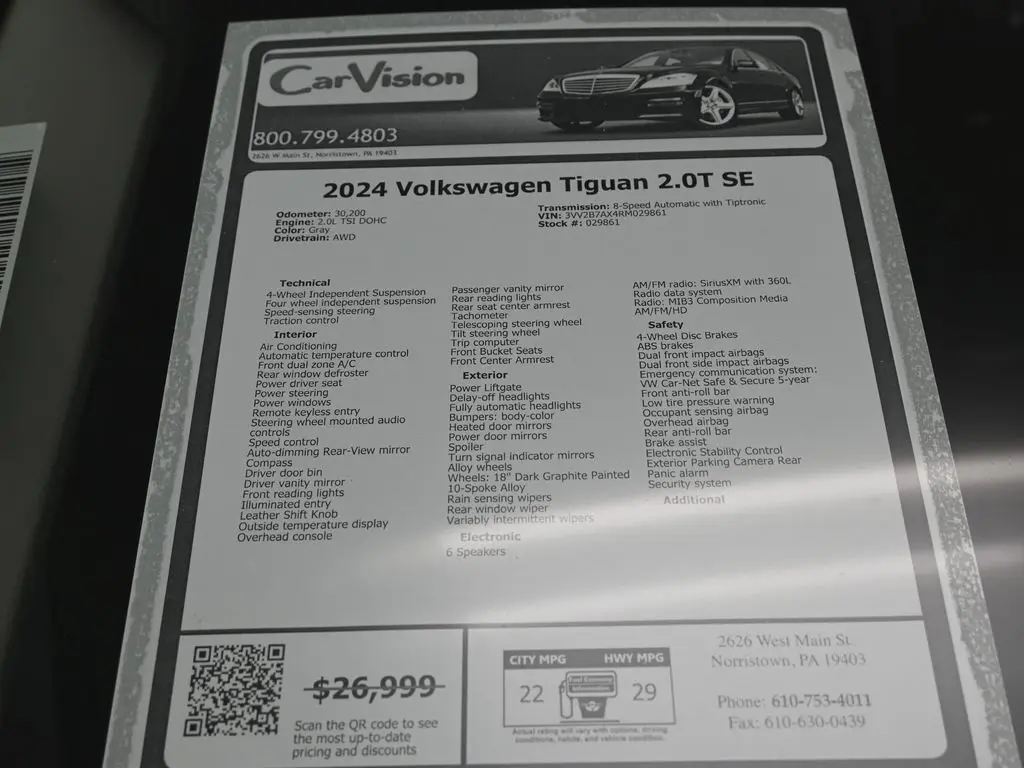 CarVision
800.799.4803
2626 W Main St, Norristown, PA 19403
2024 Volkswagen Tiguan 2.0T SE
Odometer: 30,200
Engine: 2.0L TSI DOHC
Color: Gray
Drivetrain: AWD
Transmission: 8-Speed Automatic with Tiptronic
VIN: 3VV2B7AX4RM029861
Stock #: 029861
Technical
4-Wheel Independent Suspension
Four wheel independent suspension
Speed-sensing steering
Traction control
Interior
Air Conditioning
Automatic temperature control
Front dual zone A/C
Rear window defroster
Power driver seat
Power steering
Power windows
Remote keyless entry
Steering wheel mounted audio
controls
Speed control
Auto-dimming Rear-View mirror
Compass
Driver door bin
Driver vanity mirror
Front reading lights
Illuminated entry
Leather Shift Knob
Outside temperature display
Overhead console
Passenger vanity mirror
Rear reading lights
Rear seat center armrest
Tachometer
Telescoping steering wheel
Tilt steering wheel
Trip computer
Front Bucket Seats
Front Center Armrest
Exterior
Power Liftgate
Delay-off headlights
Fully automatic headlights
Bumpers: body-color
Heated door mirrors
Power door mirrors
Spoiler
Turn signal indicator mirrors
Alloy wheels
Wheels: 18" Dark Graphite Painted
10-Spoke Alloy
Rain sensing wipers
Rear window wiper
Variably intermittent wipers
Electronic
6 Speakers
AM/FM radio: SiriusXM with 360L
Radio data system
Radio: MIB3 Composition Media
AM/FM/HD
Safety
4-Wheel Disc Brakes
ABS brakes
Dual front impact airbags
Dual front side impact airbags
Emergency communication system:
VW Car-Net Safe & Secure 5-year
Front anti-roll bar
Low tire pressure warning
Occupant sensing airbag
Overhead airbag
Rear anti-roll bar
Brake assist
Electronic Stability Control
Exterior Parking Camera Rear
Panic alarm
Security system
Additional
$26,999
Scan the QR code to see
the most up-to-date
pricing and discounts
CITY MPG HWY MPG
22 29
Fuel Economy
Information
Actual rating will vary with options, driving
conditions, habits, and vehicle condition.
2626 West Main St.
Norristown, PA 19403
Phone: 610-753-4011
Fax: 610-630-0439